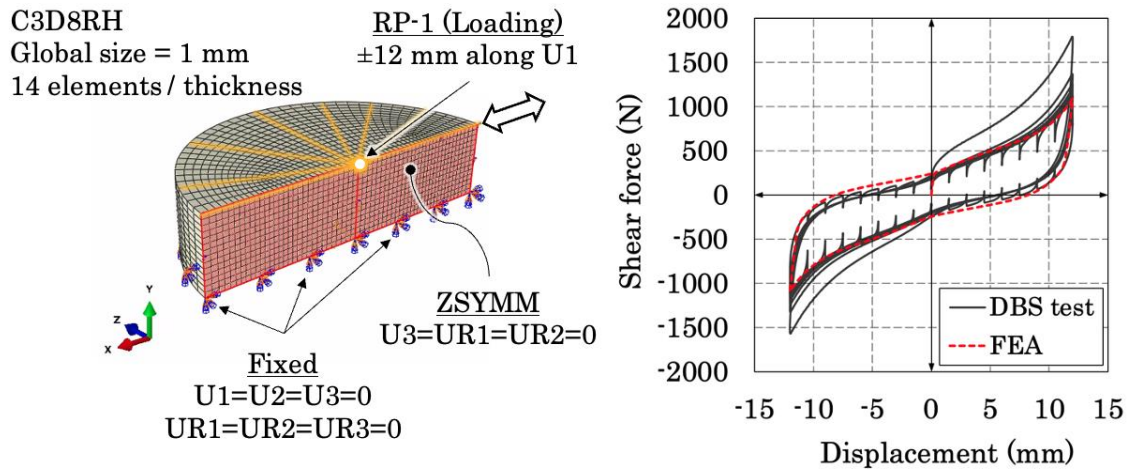 C3D8RH
Global size = 1 mm
14 elements / thickness
RP-1 (Loading)
±12 mm along U1
ZSYMM
U3=UR1=UR2=0
Fixed
U1=U2=U3=0
UR1=UR2=UR3=0
Y
Z
X
Shear force (N)
2000
1500
1000
500
0
-500
-1000
-1500
-2000
DBS test
FEA
-15 -10 -5 0 5 10 15
Displacement (mm)